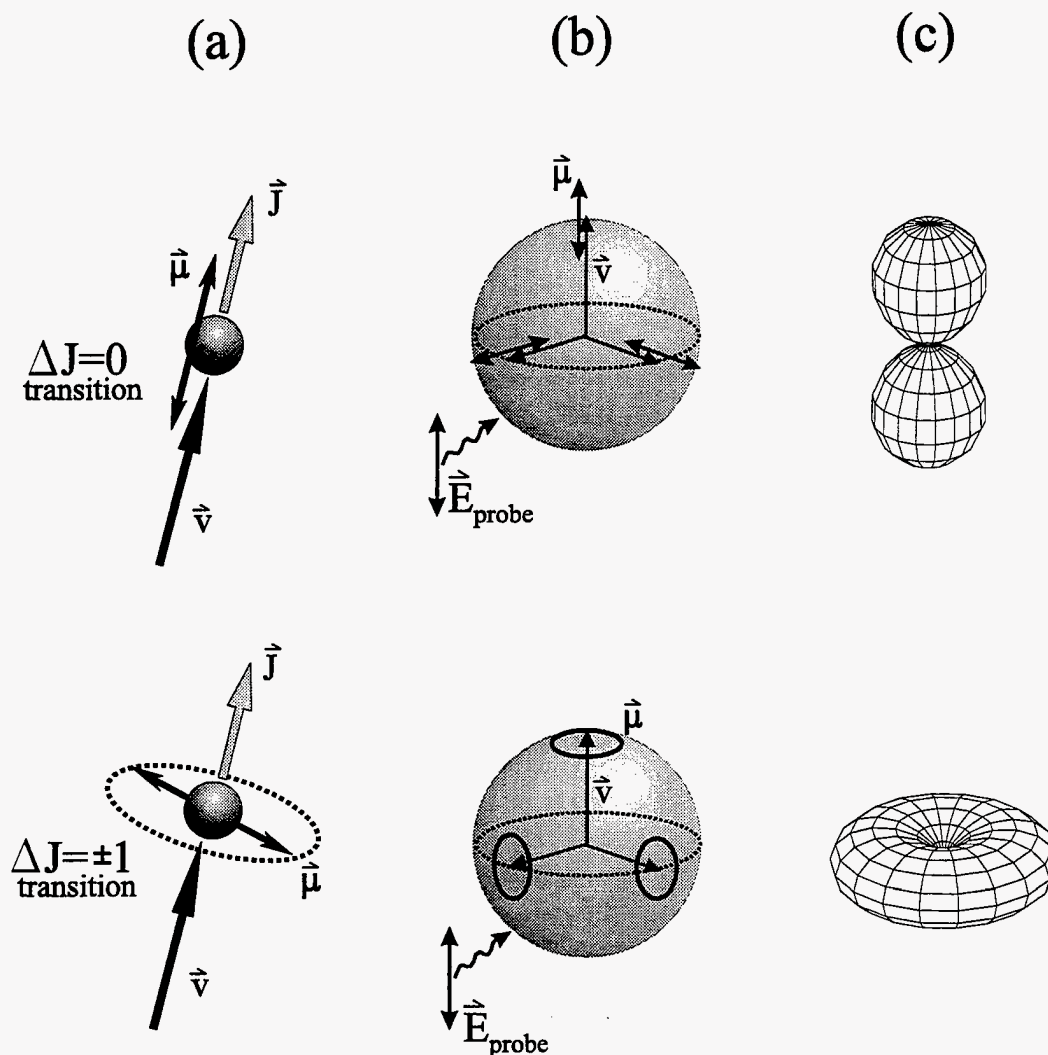 (a)
(b)
(c)
J⃗
μ⃗
ΔJ=0
transition
v⃗
μ⃗
v⃗
E⃗probe
J⃗
ΔJ=±1
transition
μ⃗
v⃗
μ⃗
v⃗
E⃗probe